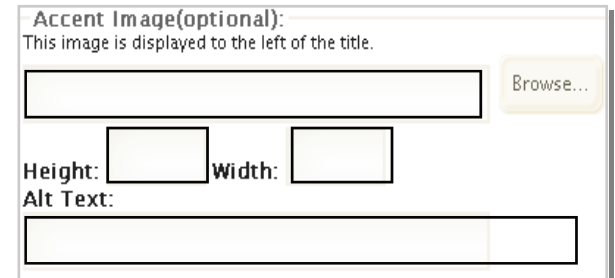 Accent Image(optional):
This image is displayed to the left of the title.
Browse...
Height: Width:
Alt Text: